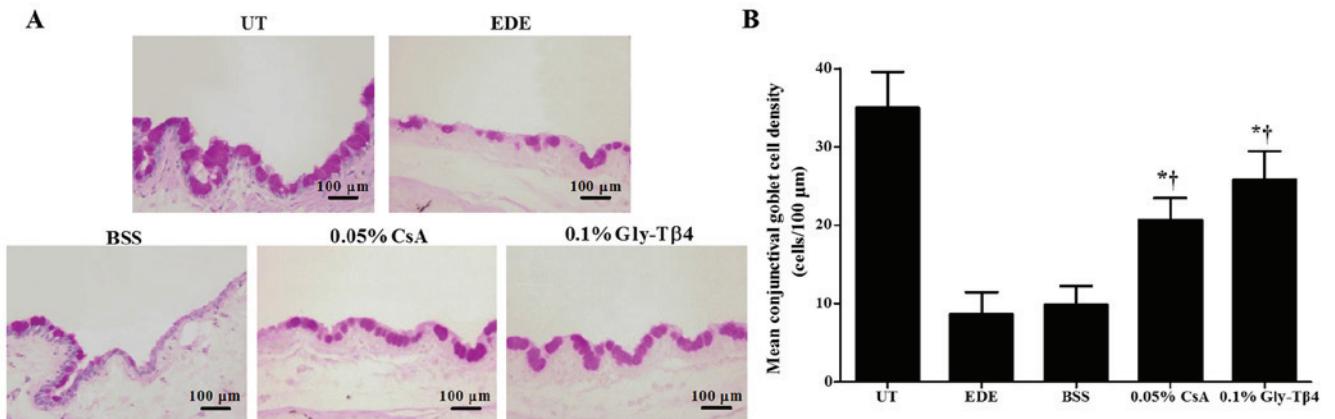 A
UT
EDE
100 µm
100 µm
BSS
0.05% CsA
0.1% Gly-Tβ4
100 µm
100 µm
100 µm
B
Mean conjunctival goblet cell density
(cells/100 µm)
40
30
20
10
0
*†
*†
UT
EDE
BSS
0.05% CsA
0.1% Gly-Tβ4